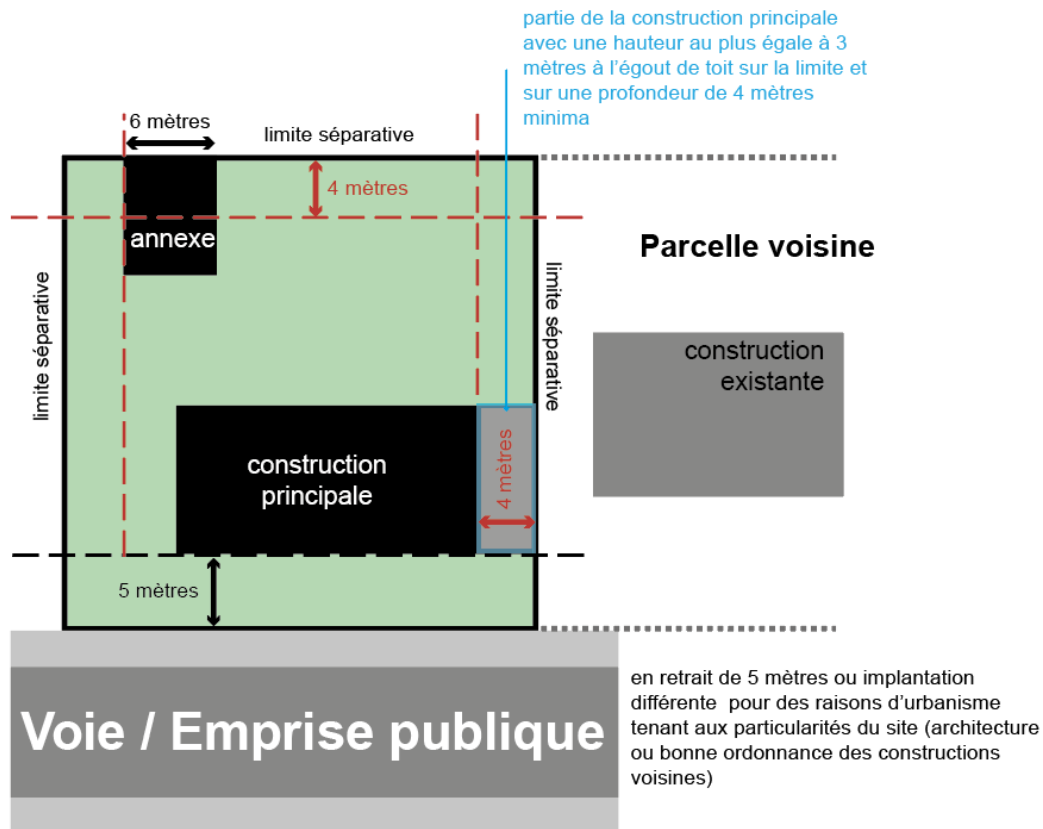 partie de la construction principale
avec une hauteur au plus égale à 3
mètres à l'égout de toit sur la limite et
sur une profondeur de 4 mètres
minima
6 mètres
limite séparative
4 mètres
annexe
Parcelle voisine
limite séparative
limite séparative
construction
existante
construction
principale
4 mètres
5 mètres
en retrait de 5 mètres ou implantation
différente pour des raisons d'urbanisme
tenant aux particularités du site (architecture
ou bonne ordonnance des constructions
voisines)
Voie / Emprise publique